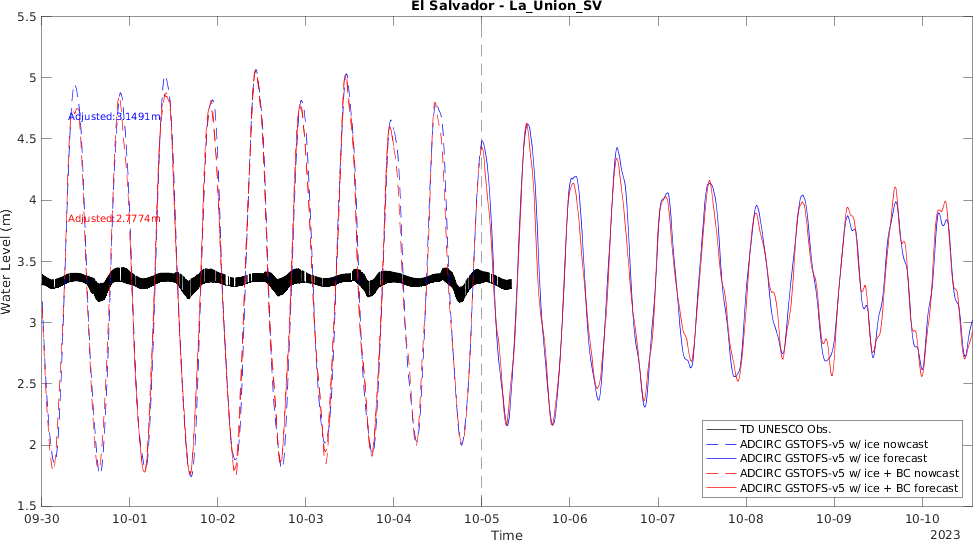 El Salvador - La_Union_SV
5.5
5
4.5
4
3.5
3
2.5
2
1.5
Water Level (m)
Adjusted:3.1491m
Adjusted:2.7774m
TD UNESCO Obs.
ADCIRC GSTOFS-v5 w/ ice nowcast
ADCIRC GSTOFS-v5 w/ ice forecast
ADCIRC GSTOFS-v5 w/ ice + BC nowcast
ADCIRC GSTOFS-v5 w/ ice + BC forecast
09-30 10-01 10-02 10-03 10-04 10-05 10-06 10-07 10-08 10-09 10-10
Time
2023